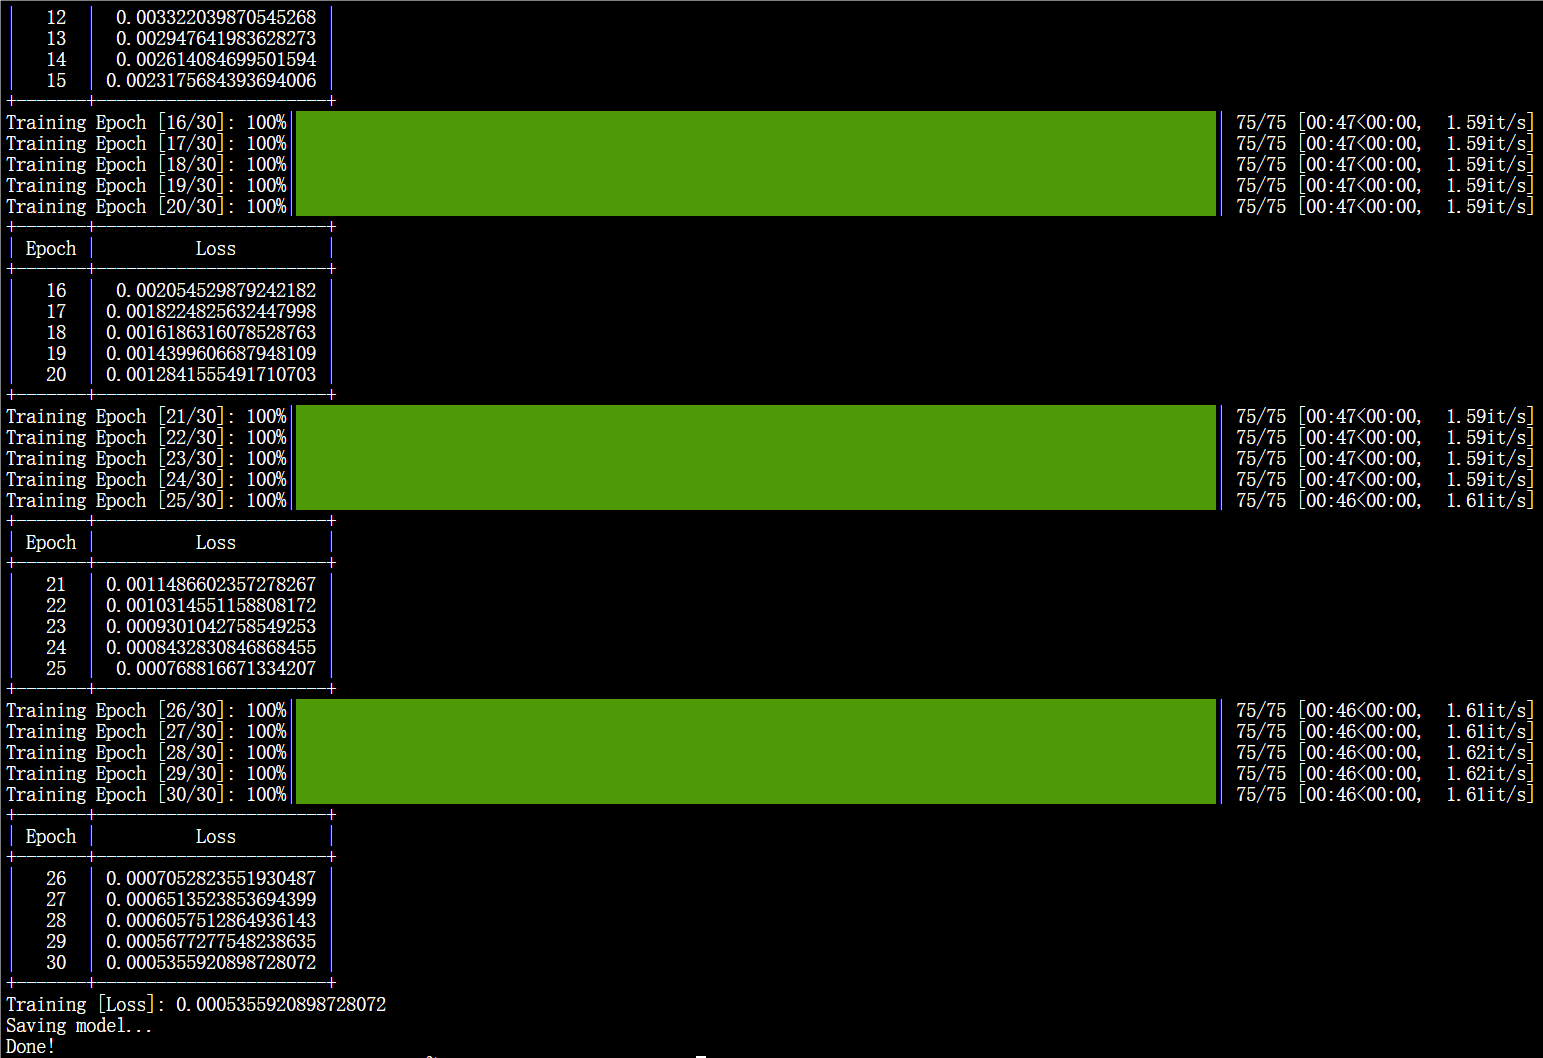 12 0.003322039870545268
13 0.002947641983628273
14 0.002614084699501594
15 0.0023175684393694006
Training Epoch [16/30]: 100% 75/75 [00:47<00:00, 1.59it/s]
Training Epoch [17/30]: 100% 75/75 [00:47<00:00, 1.59it/s]
Training Epoch [18/30]: 100% 75/75 [00:47<00:00, 1.59it/s]
Training Epoch [19/30]: 100% 75/75 [00:47<00:00, 1.59it/s]
Training Epoch [20/30]: 100% 75/75 [00:47<00:00, 1.59it/s]
Epoch Loss
16 0.002054529879242182
17 0.0018224825632447998
18 0.0016186316078528763
19 0.0014399606687948109
20 0.0012841555491710703
Training Epoch [21/30]: 100% 75/75 [00:47<00:00, 1.59it/s]
Training Epoch [22/30]: 100% 75/75 [00:47<00:00, 1.59it/s]
Training Epoch [23/30]: 100% 75/75 [00:47<00:00, 1.59it/s]
Training Epoch [24/30]: 100% 75/75 [00:47<00:00, 1.59it/s]
Training Epoch [25/30]: 100% 75/75 [00:46<00:00, 1.61it/s]
Epoch Loss
21 0.0011486602357278267
22 0.0010314551158808172
23 0.0009301042758549253
24 0.0008432830846868455
25 0.000768816671334207
Training Epoch [26/30]: 100% 75/75 [00:46<00:00, 1.61it/s]
Training Epoch [27/30]: 100% 75/75 [00:46<00:00, 1.61it/s]
Training Epoch [28/30]: 100% 75/75 [00:46<00:00, 1.62it/s]
Training Epoch [29/30]: 100% 75/75 [00:46<00:00, 1.62it/s]
Training Epoch [30/30]: 100% 75/75 [00:46<00:00, 1.61it/s]
Epoch Loss
26 0.0007052823551930487
27 0.0006513523853694399
28 0.0006057512864936143
29 0.0005677277548238635
30 0.0005355920898728072
Training [Loss]: 0.0005355920898728072
Saving model...
Done!